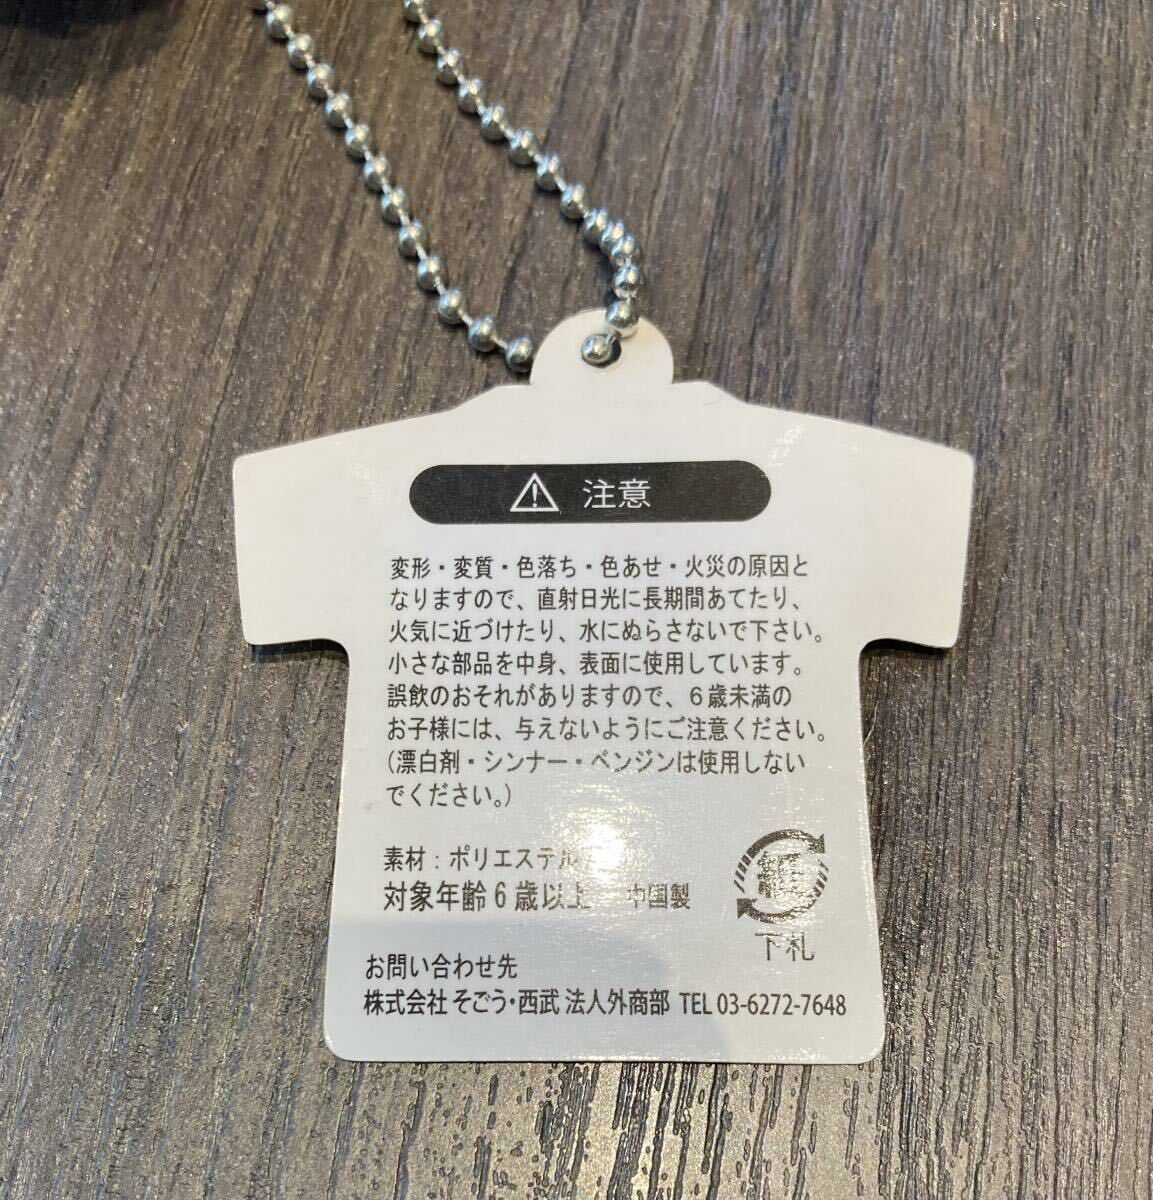 注意
変形・変質・色落ち・色あせ・火災の原因と
なりますので、直射日光に長期間あてたり、
火気に近づけたり、水にぬらさないで下さい。
小さな部品を中身、表面に使用しています。
誤飲のおそれがありますので、６歳未満の
お子様には、与えないようにご注意ください。
（漂白剤・シンナー・ベンジンは使用しない
でください。）
素材：ポリエステル
対象年齢６歳以上 中国製
紙
下札
お問い合わせ先
株式会社 そごう・西武 法人外商部 TEL 03-6272-7648